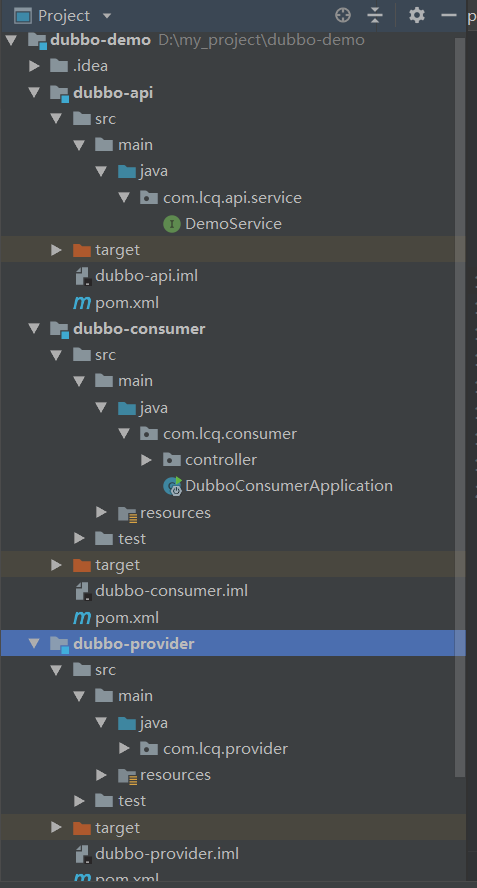 Project
dubbo-demo D:\my_project\dubbo-demo
.idea
dubbo-api
src
main
java
com.lcq.api.service
I DemoService
target
dubbo-api.iml
m pom.xml
dubbo-consumer
src
main
java
com.lcq.consumer
controller
DubboConsumerApplication
resources
test
target
dubbo-consumer.iml
m pom.xml
dubbo-provider
src
main
java
com.lcq.provider
resources
test
target
dubbo-provider.iml
m pom.xml